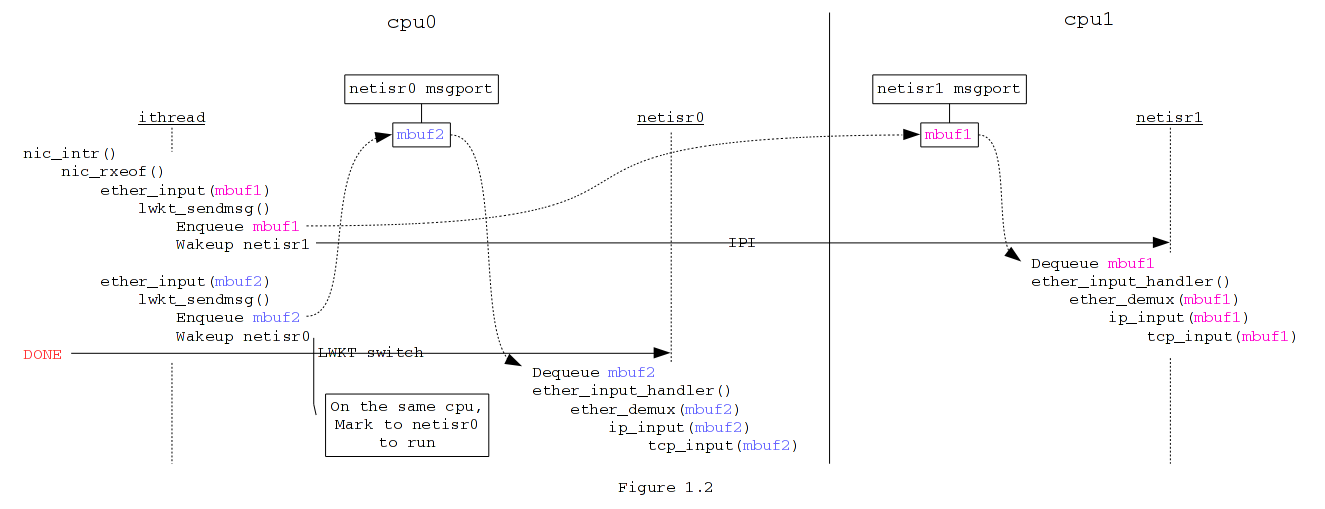 cpu0
cpu1
netisr0 msgport
netisr1 msgport
ithread
netisr0
netisr1
mbuf2
mbuf1
nic_intr()
nic_rxeof()
ether_input(mbuf1)
lwkt_sendmsg()
Enqueue mbuf1
Wakeup netisr1
IPI
ether_input(mbuf2)
lwkt_sendmsg()
Enqueue mbuf2
Wakeup netisr0
DONE
LWKT switch
On the same cpu,
Mark to netisr0
to run
Dequeue mbuf2
ether_input_handler()
ether_demux(mbuf2)
ip_input(mbuf2)
tcp_input(mbuf2)
Dequeue mbuf1
ether_input_handler()
ether_demux(mbuf1)
ip_input(mbuf1)
tcp_input(mbuf1)
Figure 1.2